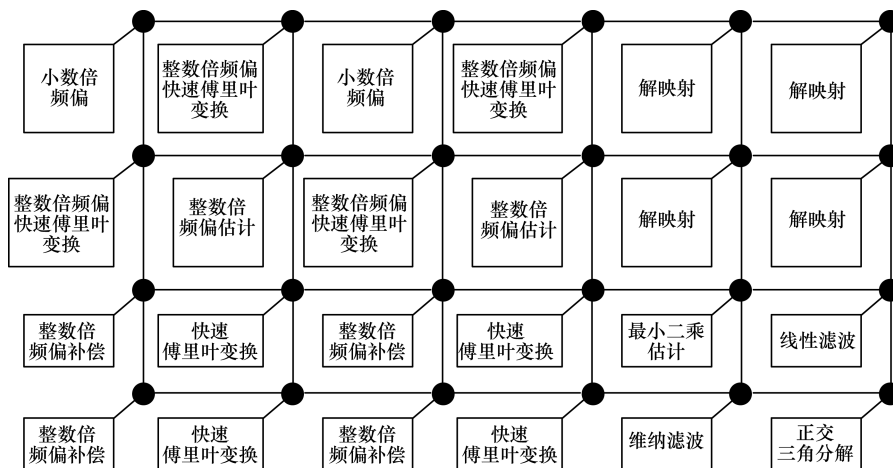 小数倍
频偏
整数倍频偏
快速傅里叶
变换
小数倍
频偏
整数倍频偏
快速傅里叶
变换
解映射
解映射
整数倍频偏
快速傅里叶
变换
整数倍
频偏估计
整数倍频偏
快速傅里叶
变换
整数倍
频偏估计
解映射
解映射
整数倍
频偏补偿
快速
傅里叶变换
整数倍
频偏补偿
快速
傅里叶变换
最小二乘
估计
线性滤波
整数倍
频偏补偿
快速
傅里叶变换
整数倍
频偏补偿
快速
傅里叶变换
维纳滤波
正交
三角分解